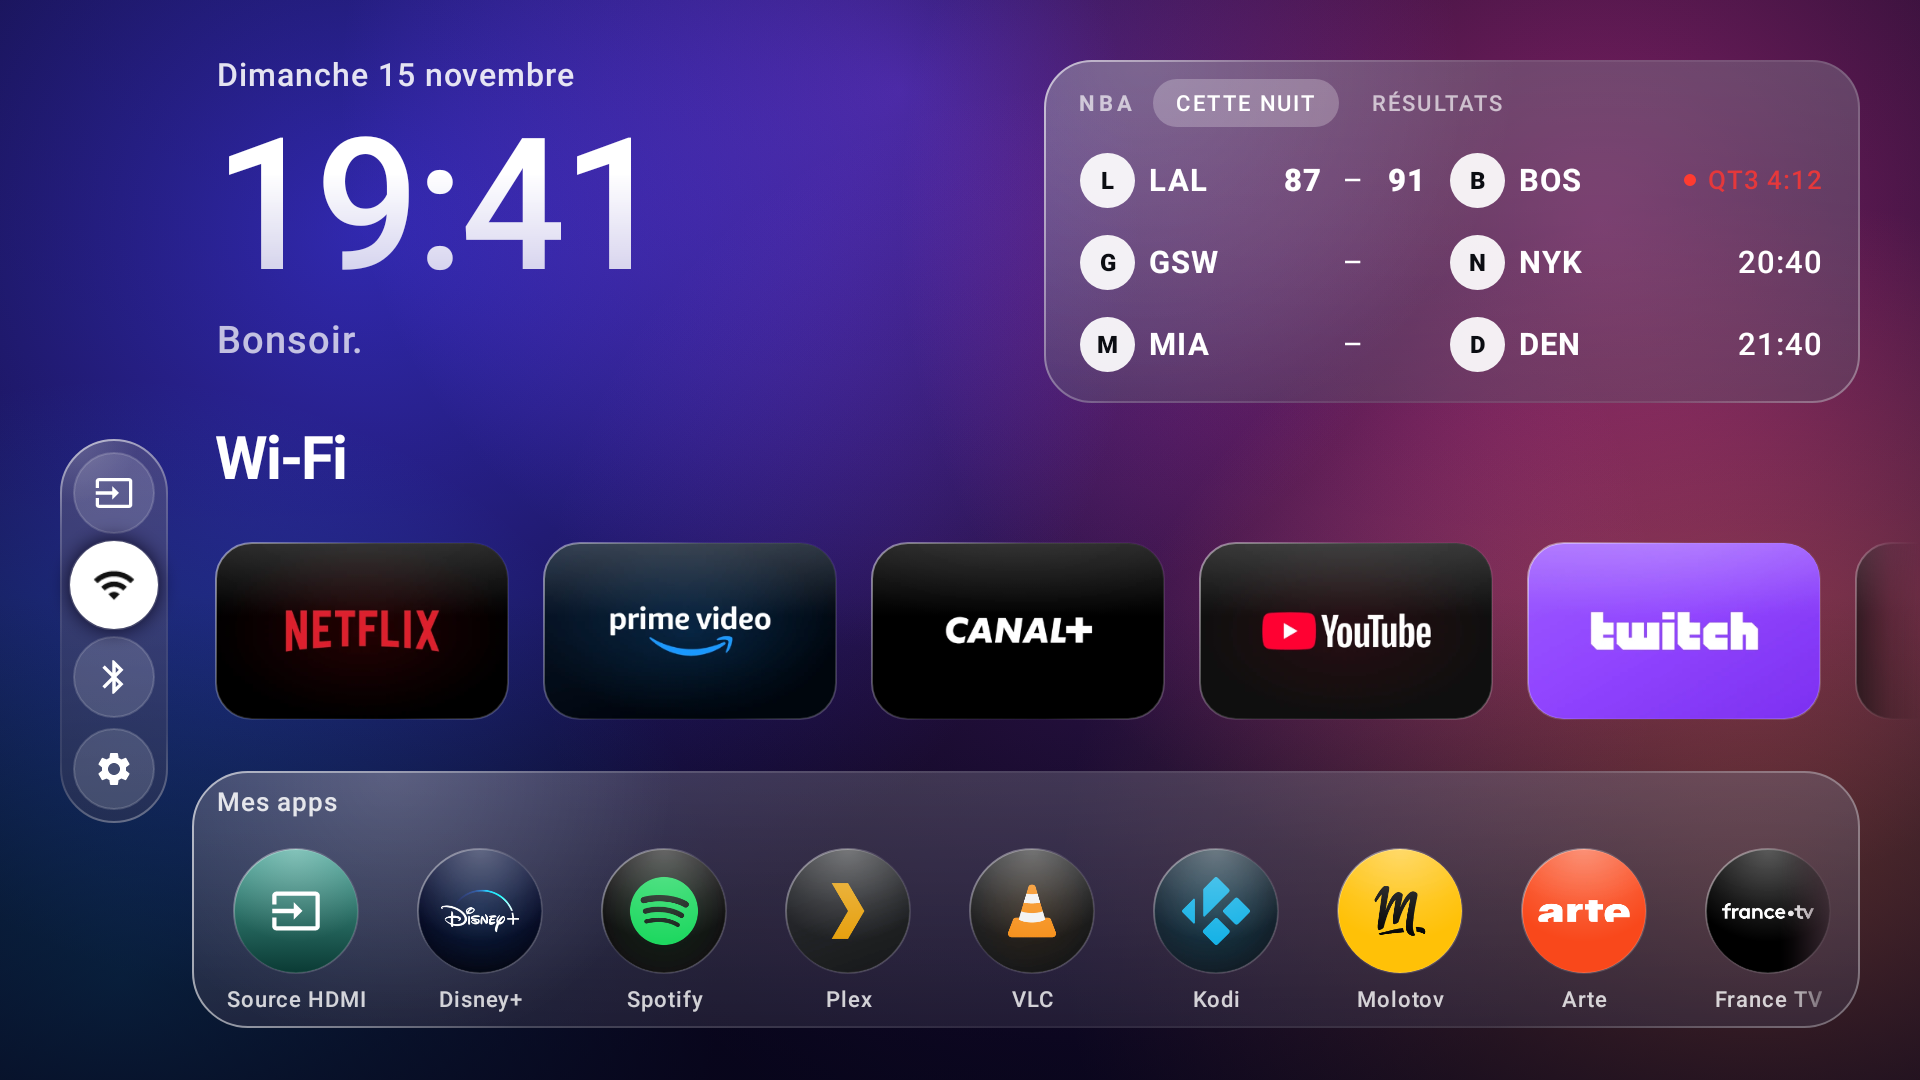 Dimanche 15 novembre
19:41
Bonsoir.
NBA CETTE NUIT RÉSULTATS
L LAL 87 – 91 B BOS QT3 4:12
G GSW – N NYK 20:40
M MIA – D DEN 21:40
Wi-Fi
NETFLIX prime video CANAL+ YouTube twitch
Mes apps
Disney+ M. arte france•tv
Source HDMI Disney+ Spotify Plex VLC Kodi Molotov Arte France TV